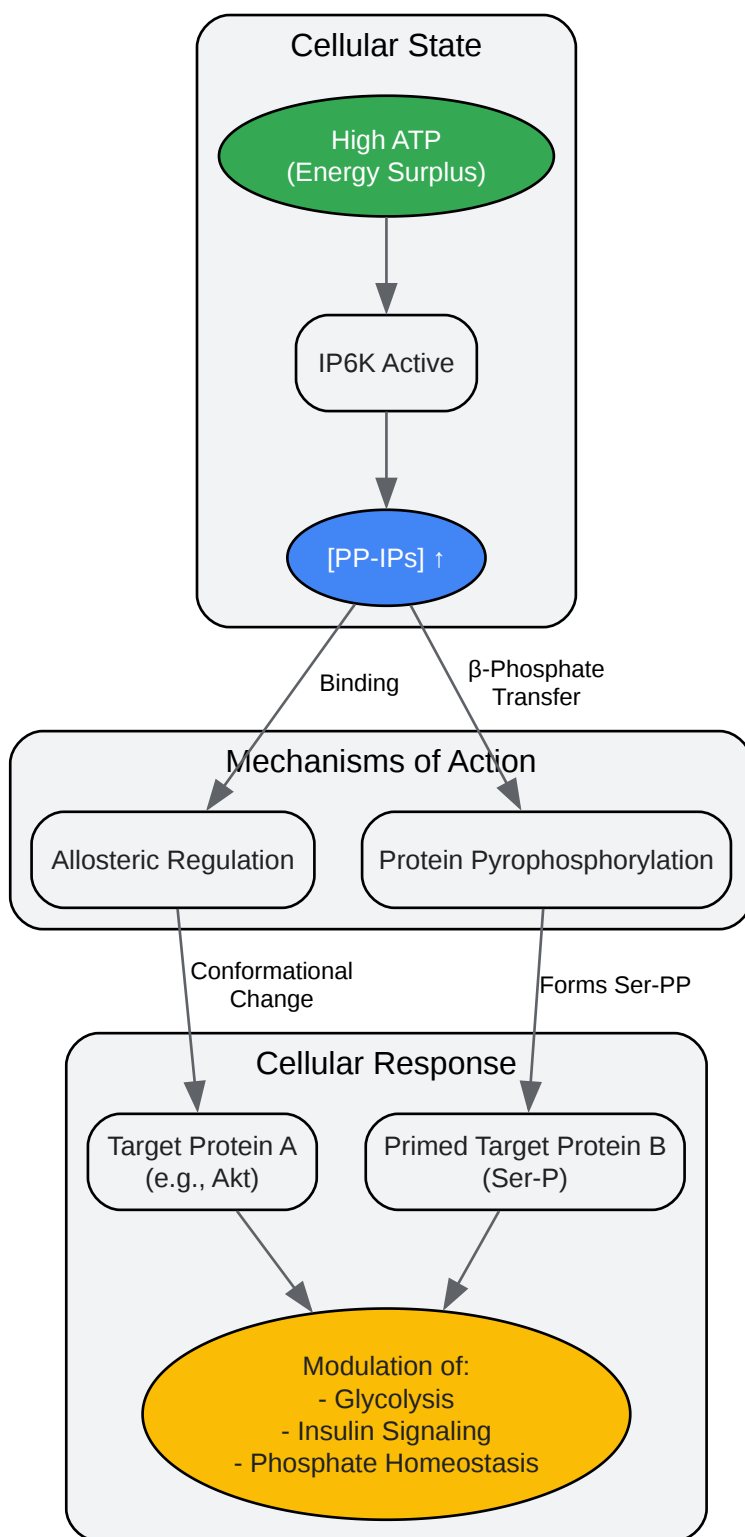 Cellular State
High ATP
(Energy Surplus)
IP6K Active
[PP-IPs] ↑
Binding
β-Phosphate
Transfer
Mechanisms of Action
Allosteric Regulation
Protein Pyrophosphorylation
Conformational
Change
Forms Ser-PP
Cellular Response
Target Protein A
(e.g., Akt)
Primed Target Protein B
(Ser-P)
Modulation of:
- Glycolysis
- Insulin Signaling
- Phosphate Homeostasis